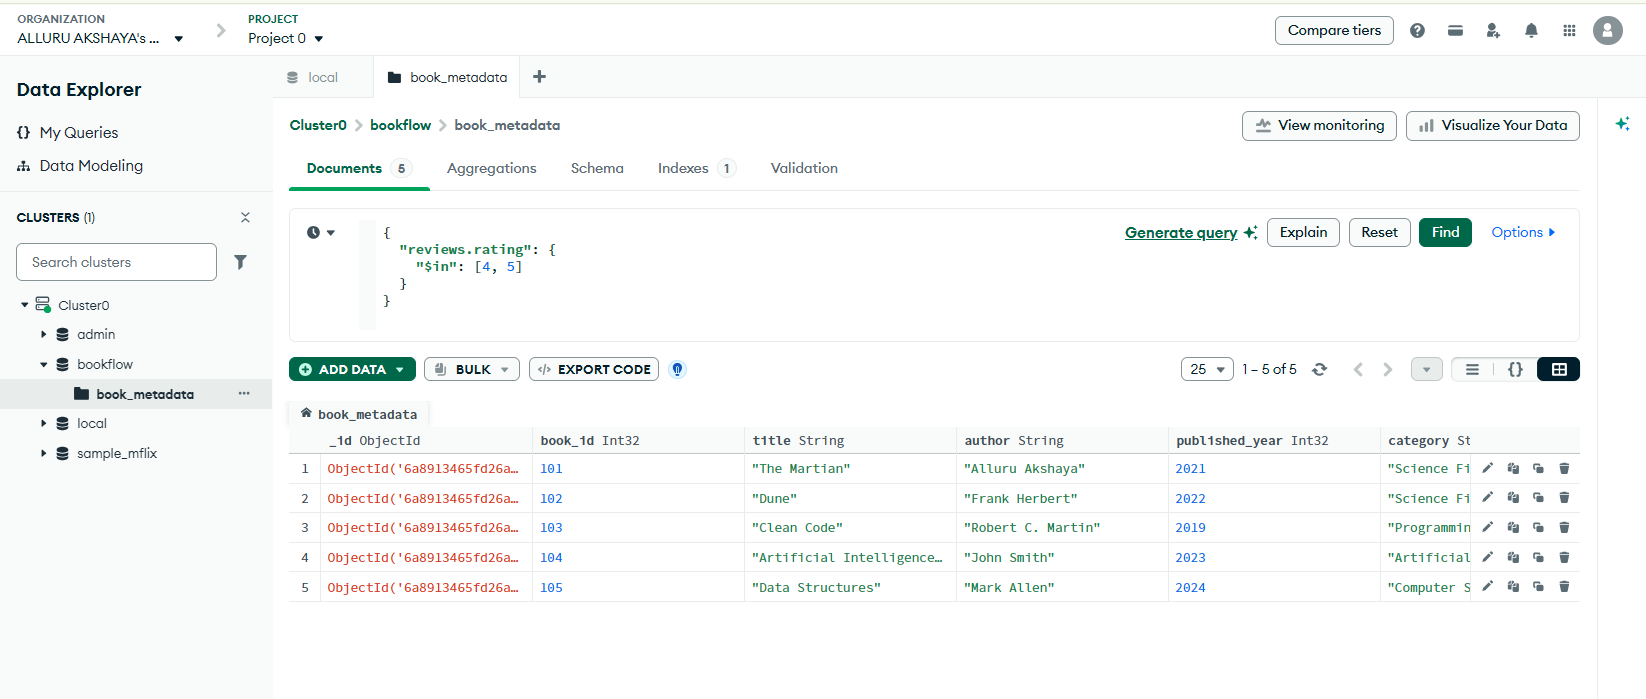 ORGANIZATION
ALLURU AKSHAYA's ...
PROJECT
Project 0
Compare tiers
Data Explorer
My Queries
Data Modeling
CLUSTERS (1)
Search clusters
Cluster0
admin
bookflow
book_metadata
local
sample_mflix
local
book_metadata
Cluster0 > bookflow > book_metadata
View monitoring
Visualize Your Data
Documents 5
Aggregations
Schema
Indexes 1
Validation
{
"reviews.rating": {
"$in": [4, 5]
}
}
Generate query
Explain
Reset
Find
Options
ADD DATA
BULK
EXPORT CODE
25
1 – 5 of 5
book_metadata
_id ObjectId book_id Int32 title String author String published_year Int32 category St
1 ObjectId('6a8913465fd26a… 101 "The Martian" "Alluru Akshaya" 2021 "Science Fi
2 ObjectId('6a8913465fd26a… 102 "Dune" "Frank Herbert" 2022 "Science Fi
3 ObjectId('6a8913465fd26a… 103 "Clean Code" "Robert C. Martin" 2019 "Programmin
4 ObjectId('6a8913465fd26a… 104 "Artificial Intelligence… "John Smith" 2023 "Artificial
5 ObjectId('6a8913465fd26a… 105 "Data Structures" "Mark Allen" 2024 "Computer S